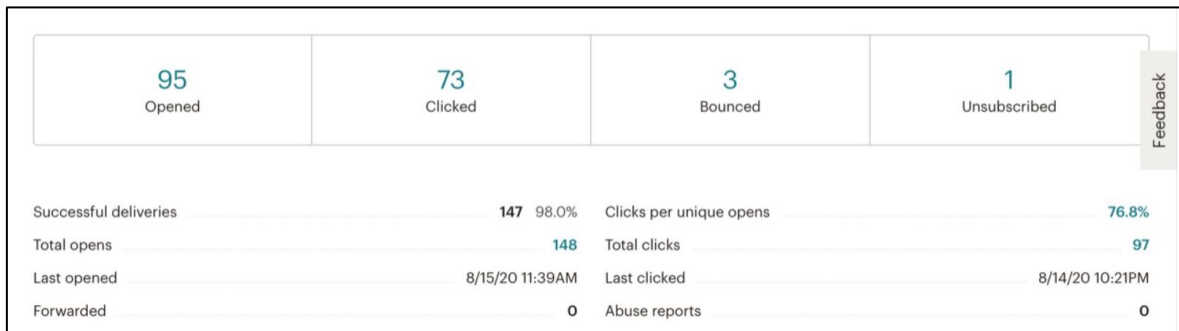 95 73 3 1
Opened Clicked Bounced Unsubscribed
Feedback
Successful deliveries 147 98.0% Clicks per unique opens 76.8%
Total opens 148 Total clicks 97
Last opened 8/15/20 11:39AM Last clicked 8/14/20 10:21PM
Forwarded 0 Abuse reports 0